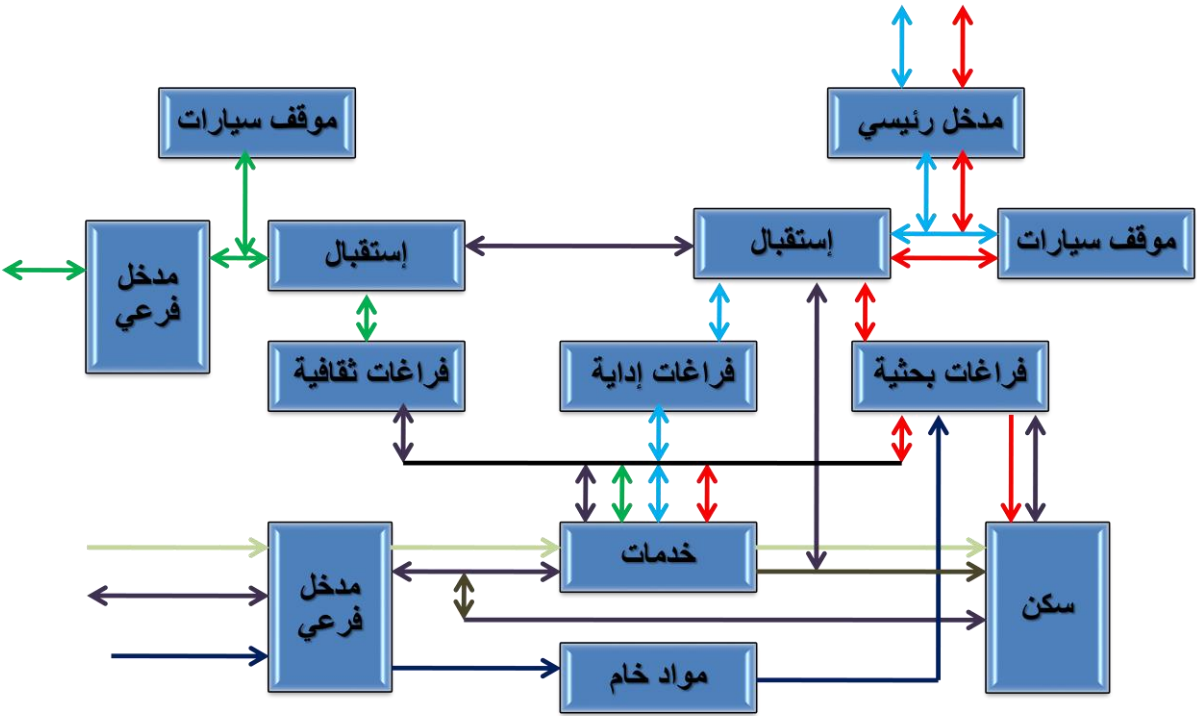 مدخل رئيسي
موقف سيارات
موقف سيارات
إستقبال
إستقبال
مدخل
فرعي
فراغات بحثية
فراغات إداية
فراغات ثقافية
خدمات
سكن
مدخل
فرعي
مواد خام